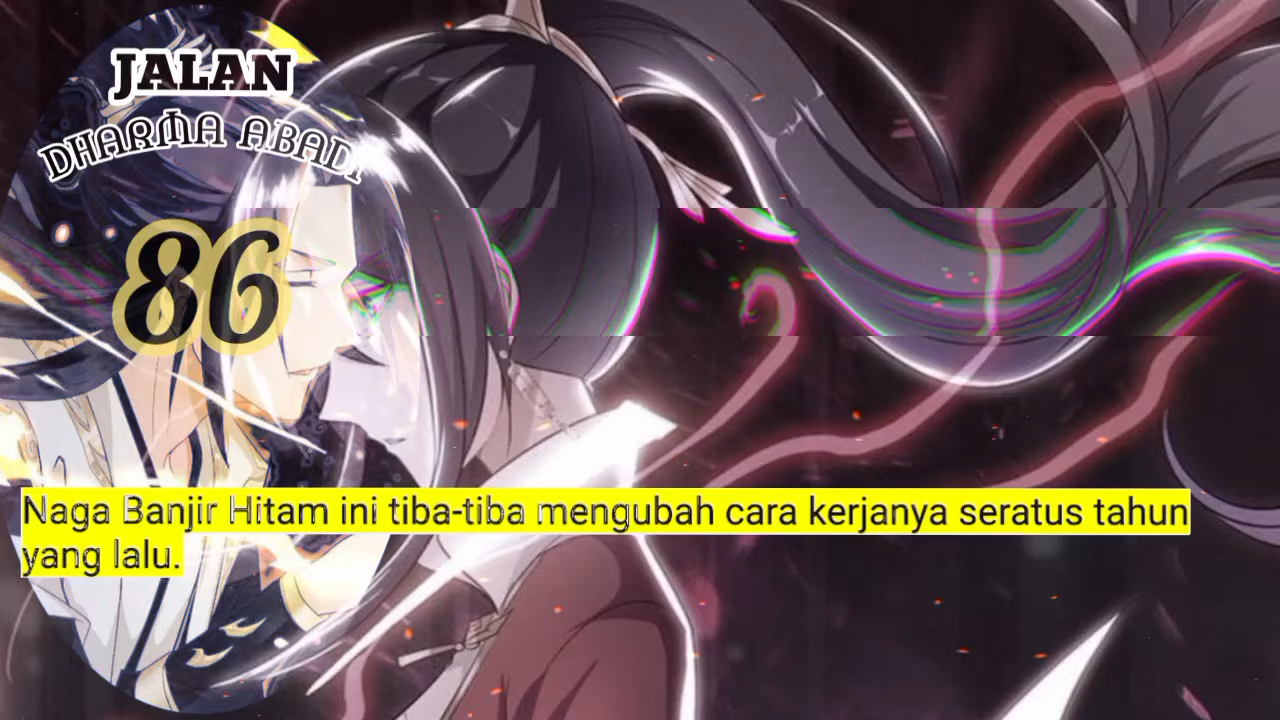 JALAN
DHARMA ABADI
86
Naga Banjir Hitam ini tiba-tiba mengubah cara kerjanya seratus tahun
yang lalu.